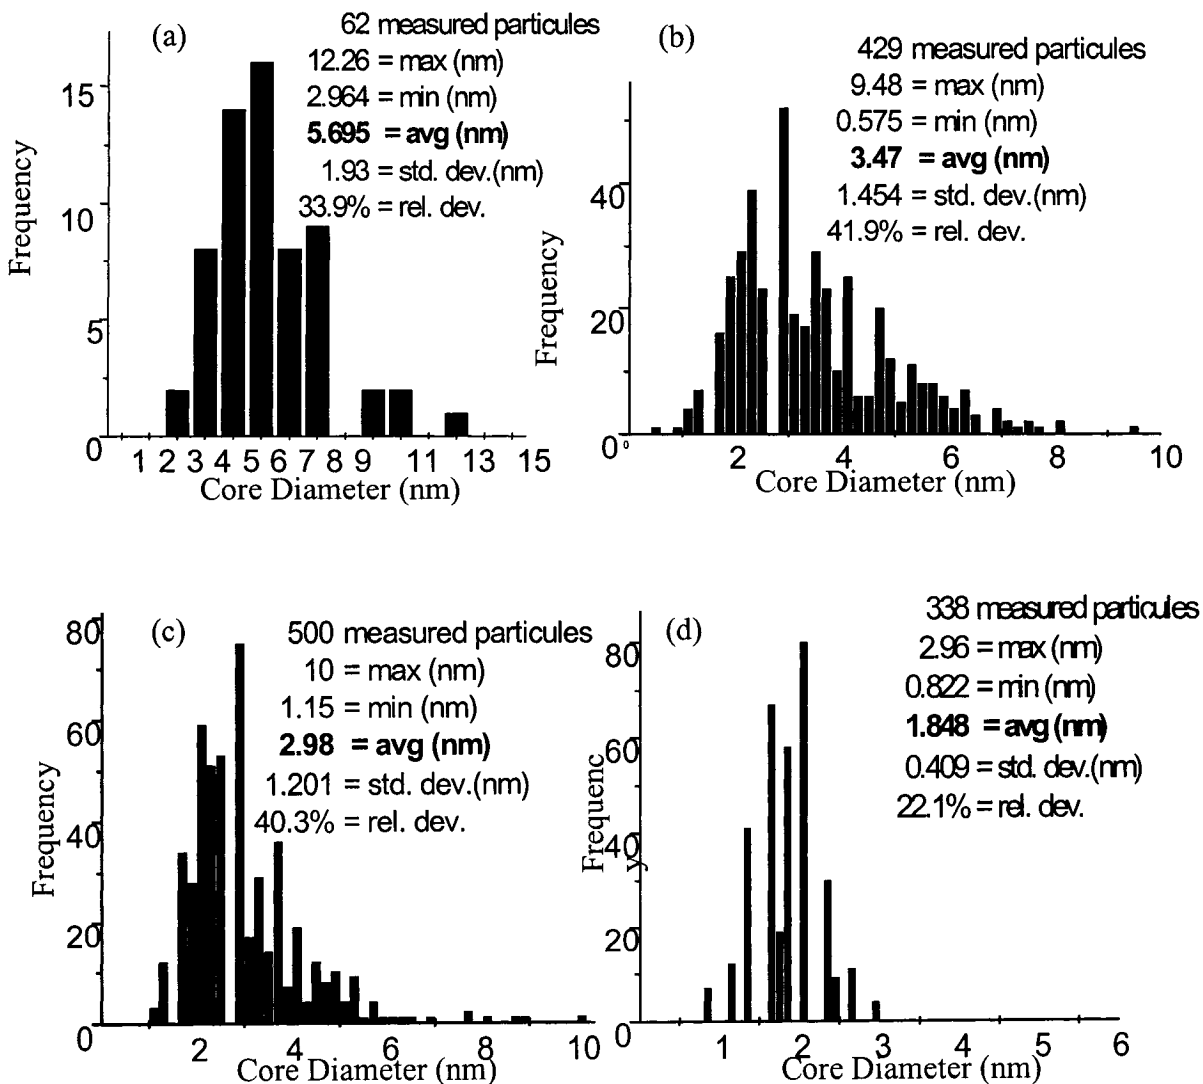 (a)
62 measured particules
12.26 = max (nm)
2.964 = min (nm)
5.695 = avg (nm)
1.93 = std. dev.(nm)
33.9% = rel. dev.
Frequency
15
10
5
0
1 2 3 4 5 6 7 8 9 11 13 15
Core Diameter (nm)
(b)
429 measured particules
9.48 = max (nm)
0.575 = min (nm)
3.47 = avg (nm)
1.454 = std. dev.(nm)
41.9% = rel. dev.
Frequency
40
20
0
0
2 4 6 8 10
Core Diameter (nm)
(c)
500 measured particules
10 = max (nm)
1.15 = min (nm)
2.98 = avg (nm)
1.201 = std. dev.(nm)
40.3% = rel. dev.
Frequency
80
60
40
20
0
2 4 6 8 10
Core Diameter (nm)
(d)
338 measured particules
2.96 = max (nm)
0.822 = min (nm)
1.848 = avg (nm)
0.409 = std. dev.(nm)
22.1% = rel. dev.
Frequenc
y
80
60
40
20
0
1 2 3 4 5 6
Core Diameter (nm)